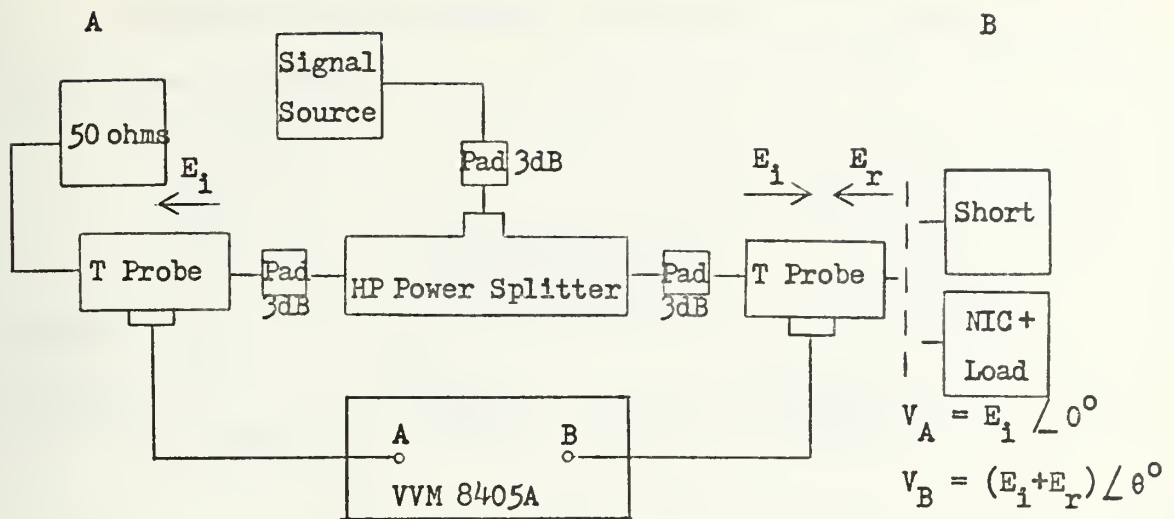 A
B
Signal
Source
50 ohms
Pad 3dB
E_i
E_i
E_r
Short
T Probe
Pad
3dB
HP Power Splitter
Pad
3dB
T Probe
NIC +
Load
A
B
VVM 8405A
V_A = E_i ∠0°
V_B = (E_i+E_r)∠θ°